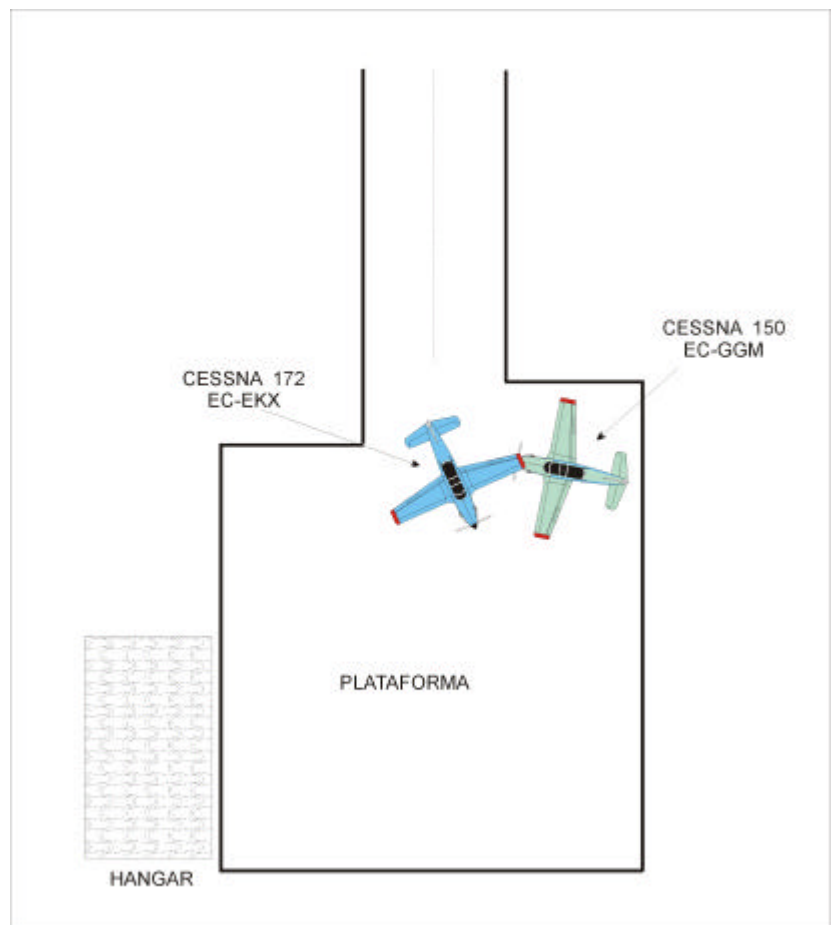 CESSNA 150
EC-GGM
CESSNA 172
EC-EKX
PLATAFORMA
HANGAR